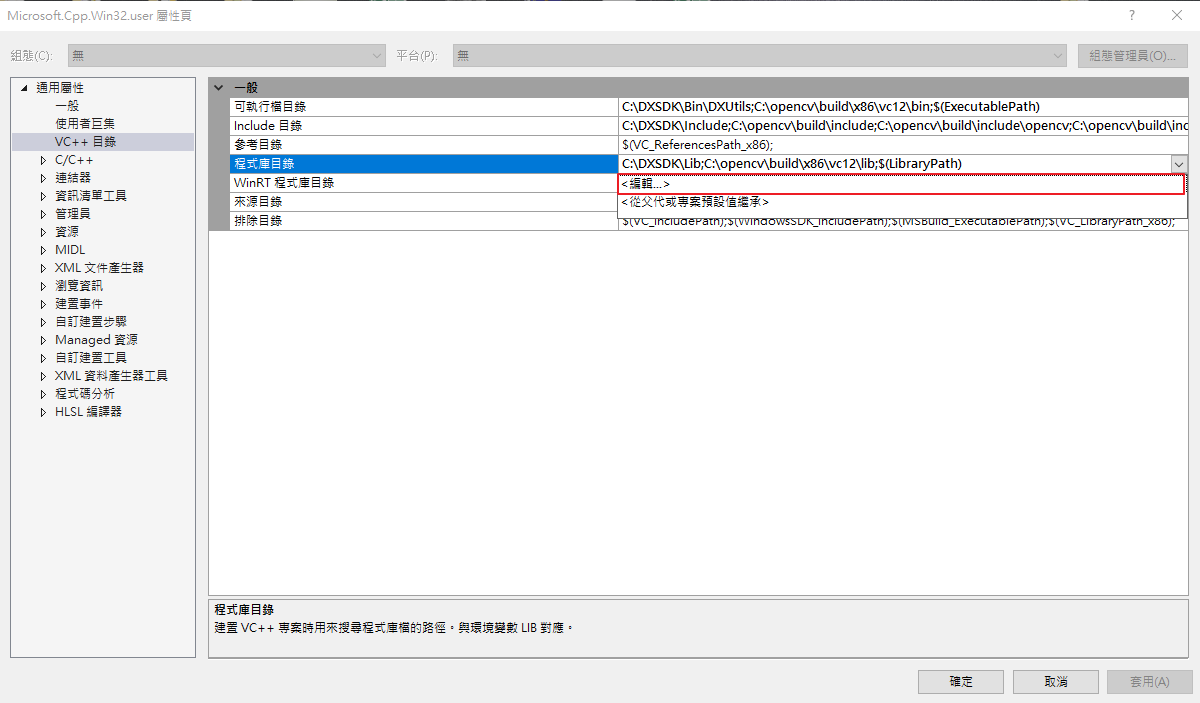 Microsoft.Cpp.Win32.user 屬性頁
組態(C): 無 平台(P): 無 組態管理員(O)...
通用屬性
一般
使用者巨集
VC++ 目錄
C/C++
連結器
資訊清單工具
管理員
資源
MIDL
XML 文件產生器
瀏覽資訊
建置事件
自訂建置步驟
Managed 資源
自訂建置工具
XML 資料產生器工具
程式碼分析
HLSL 編譯器
一般
可執行檔目錄 C:\DXSDK\Bin\DXUtils;C:\opencv\build\x86\vc12\bin;$(ExecutablePath)
Include 目錄 C:\DXSDK\Include;C:\opencv\build\include;C:\opencv\build\include\opencv;C:\opencv\build\inc
參考目錄 $(VC_ReferencesPath_x86);
程式庫目錄 C:\DXSDK\Lib;C:\opencv\build\x86\vc12\lib;$(LibraryPath)
WinRT 程式庫目錄 <編輯...>
來源目錄 <從父代或專案預設值繼承>
排除目錄 $(VC_IncludePath);$(WindowsSDK_IncludePath);$(MSBuild_ExecutablePath);$(VC_LibraryPath_x86);
程式庫目錄
建置 VC++ 專案時用來搜尋程式庫檔的路徑。與環境變數 LIB 對應。
確定 取消 套用(A)